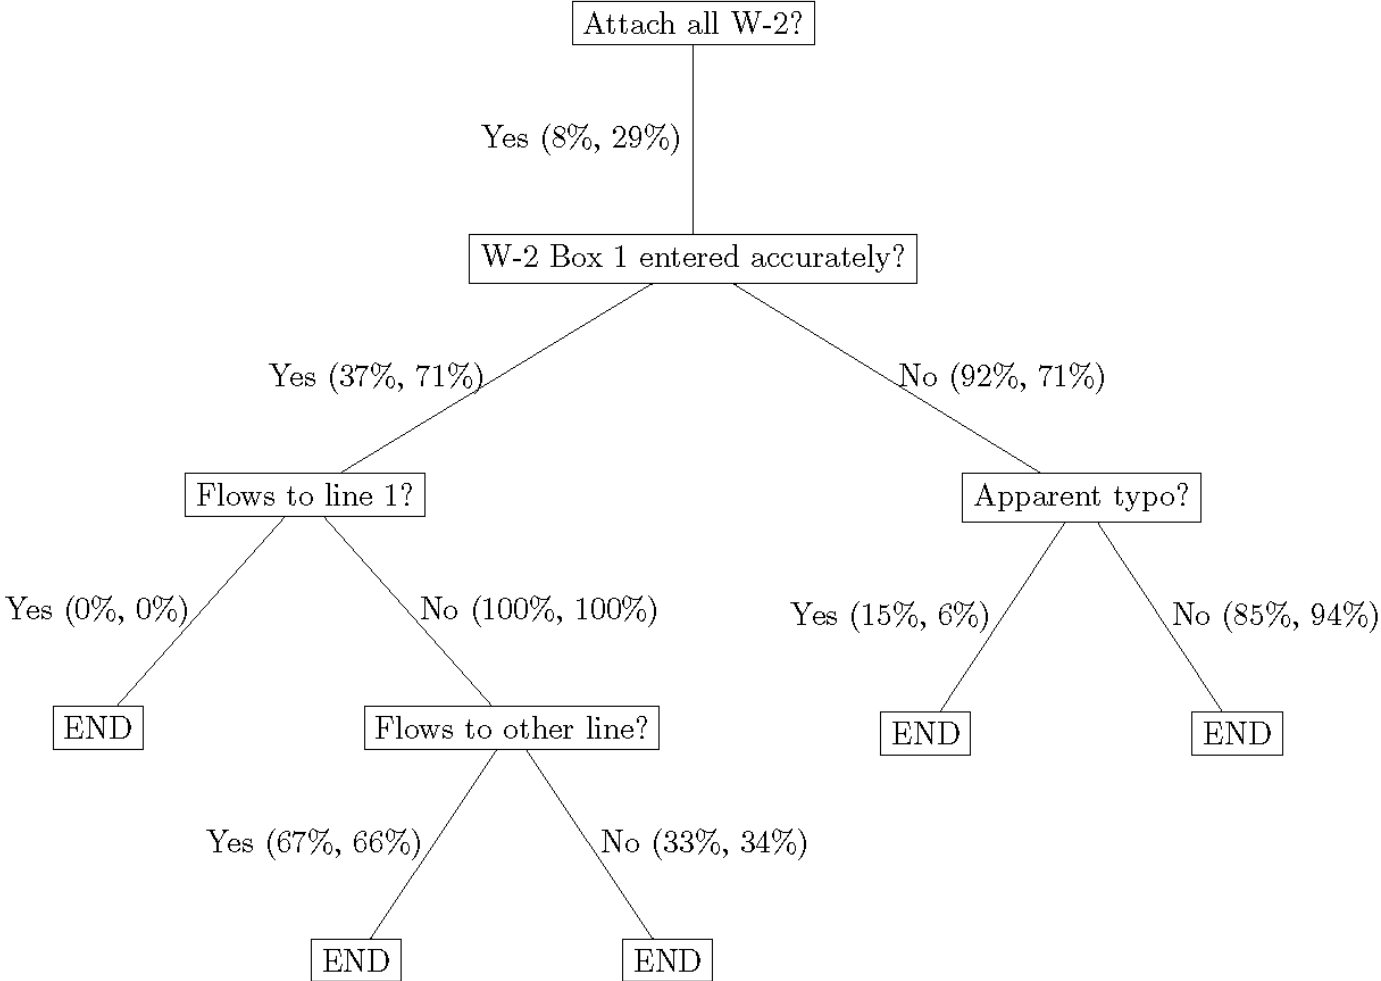 Attach all W-2?
Yes (8%, 29%)
W-2 Box 1 entered accurately?
Yes (37%, 71%)
No (92%, 71%)
Flows to line 1?
Apparent typo?
Yes (0%, 0%)
No (100%, 100%)
Yes (15%, 6%)
No (85%, 94%)
END
Flows to other line?
END
END
Yes (67%, 66%)
No (33%, 34%)
END
END